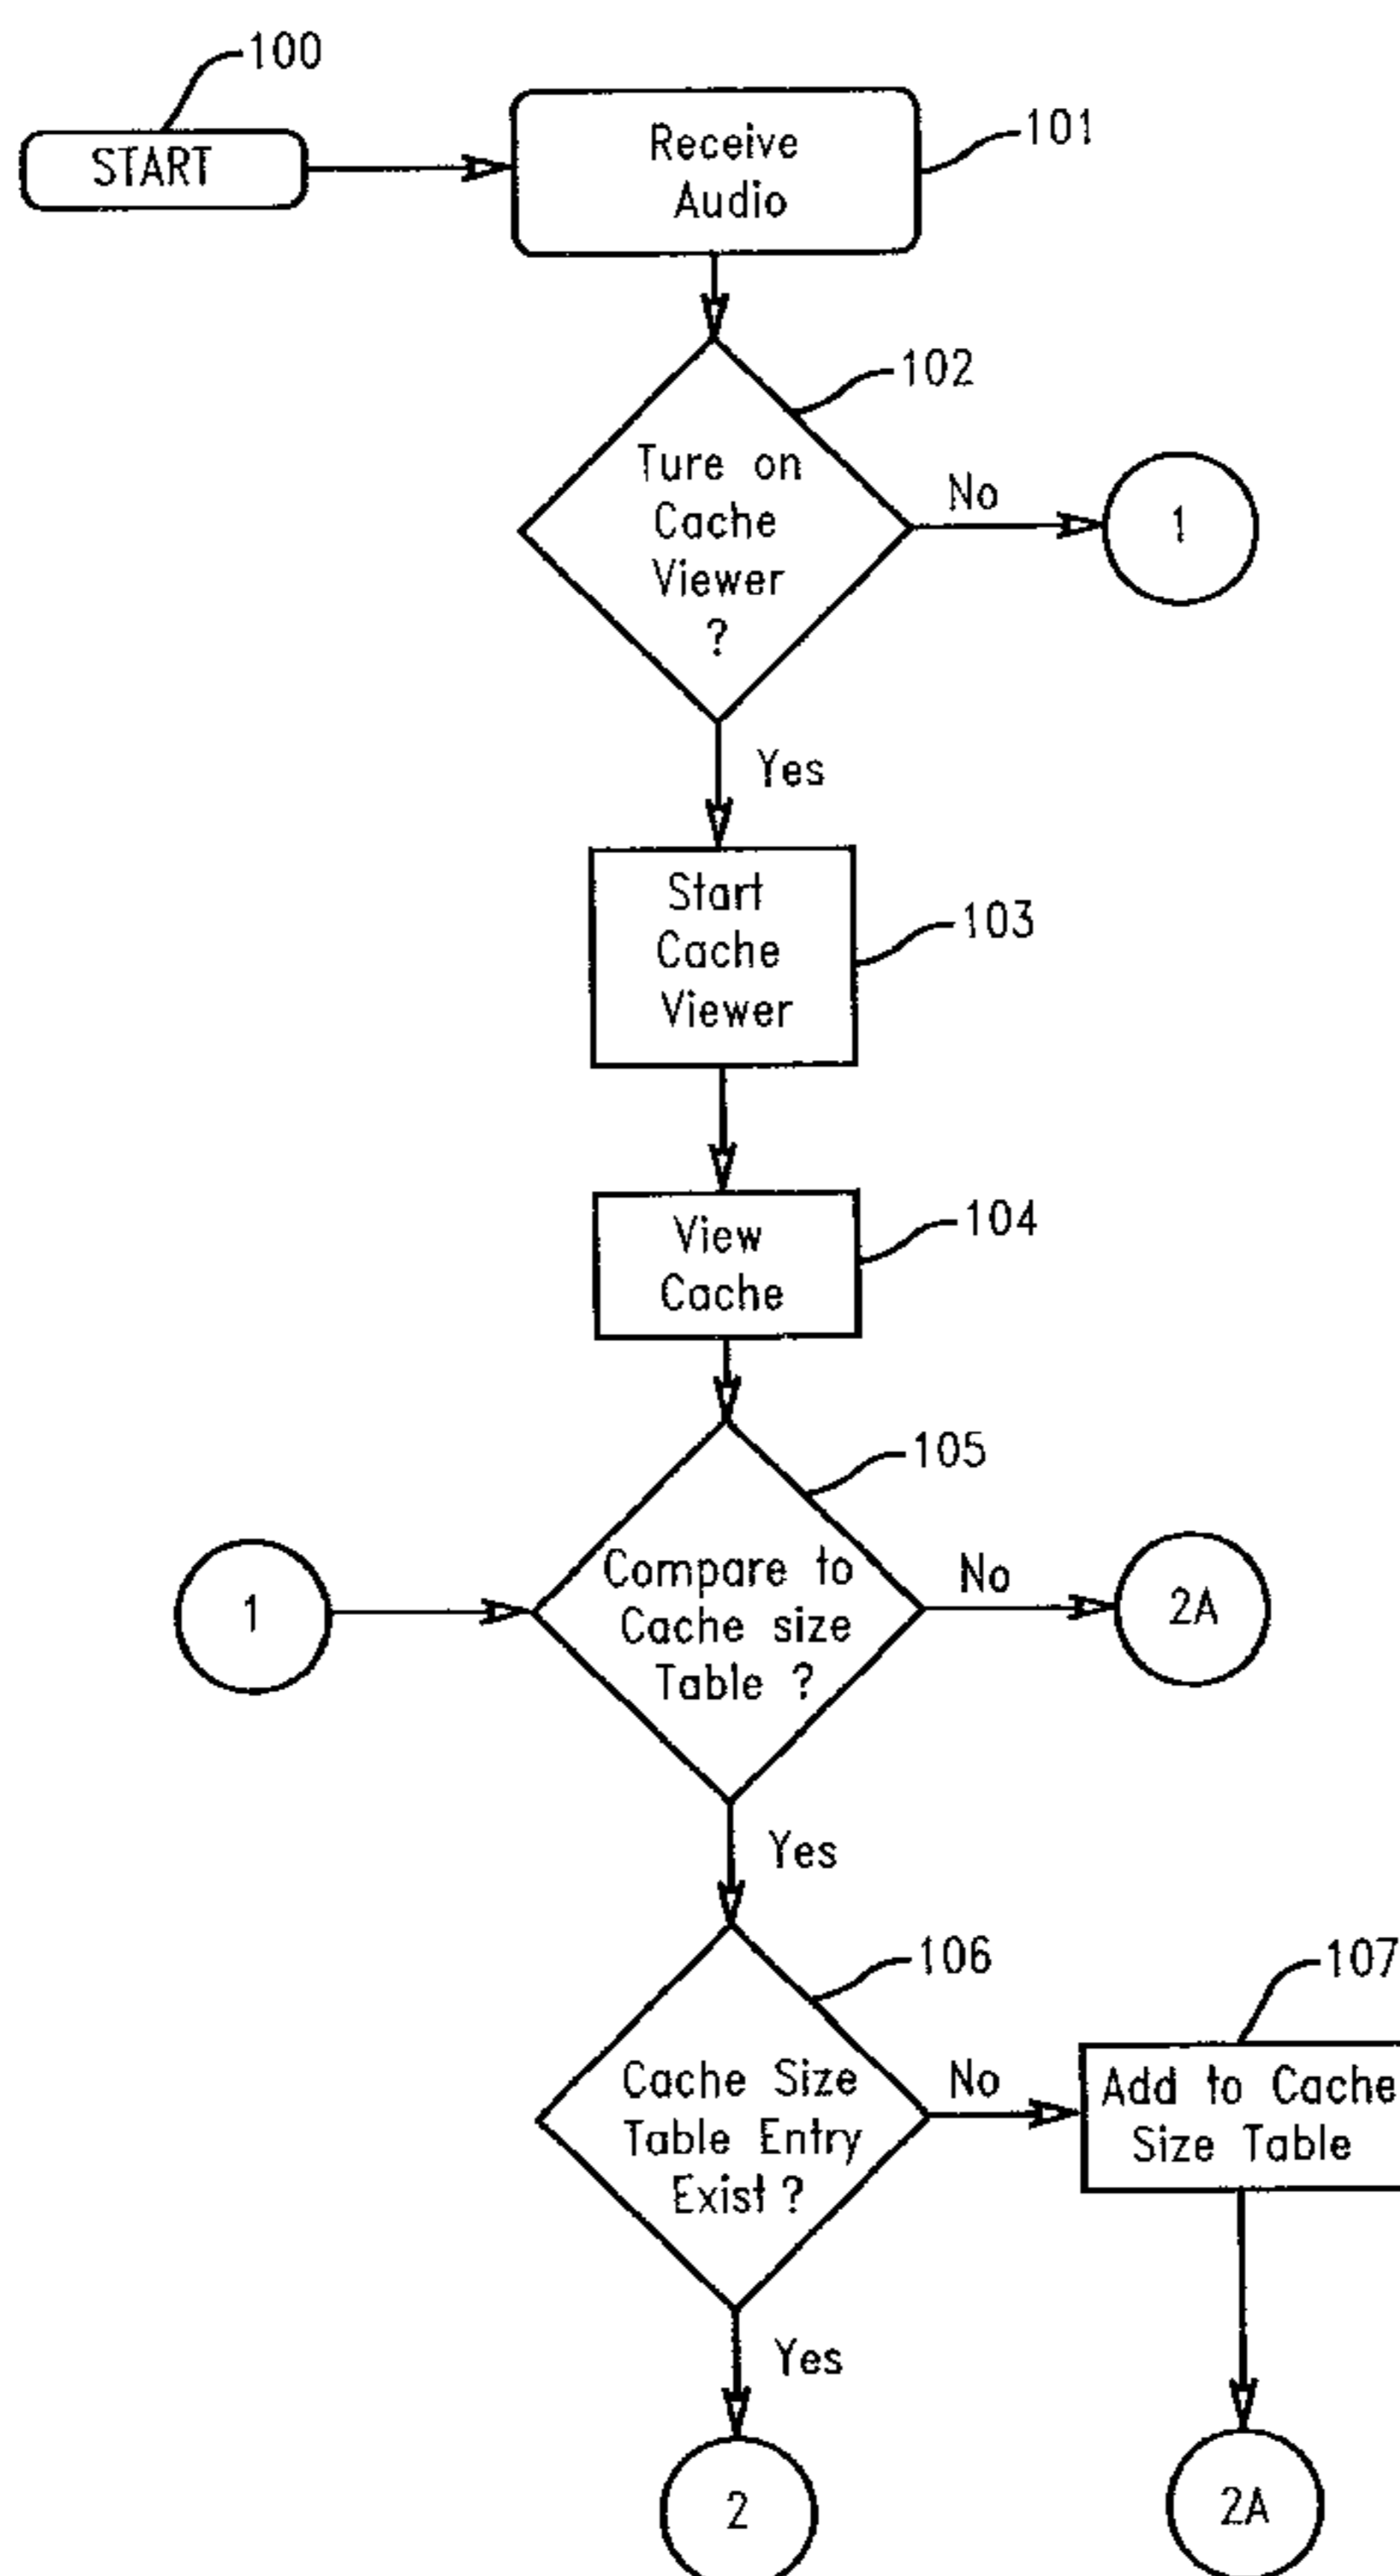 100
START
Receive
Audio
101
102
Ture on
Cache
Viewer
?
No
1
Yes
Start
Cache
Viewer
103
View
Cache
104
105
1
Compare to
Cache size
Table ?
No
2A
Yes
106
107
Cache Size
Table Entry
Exist ?
No
Add to Cache
Size Table
Yes
2
2A